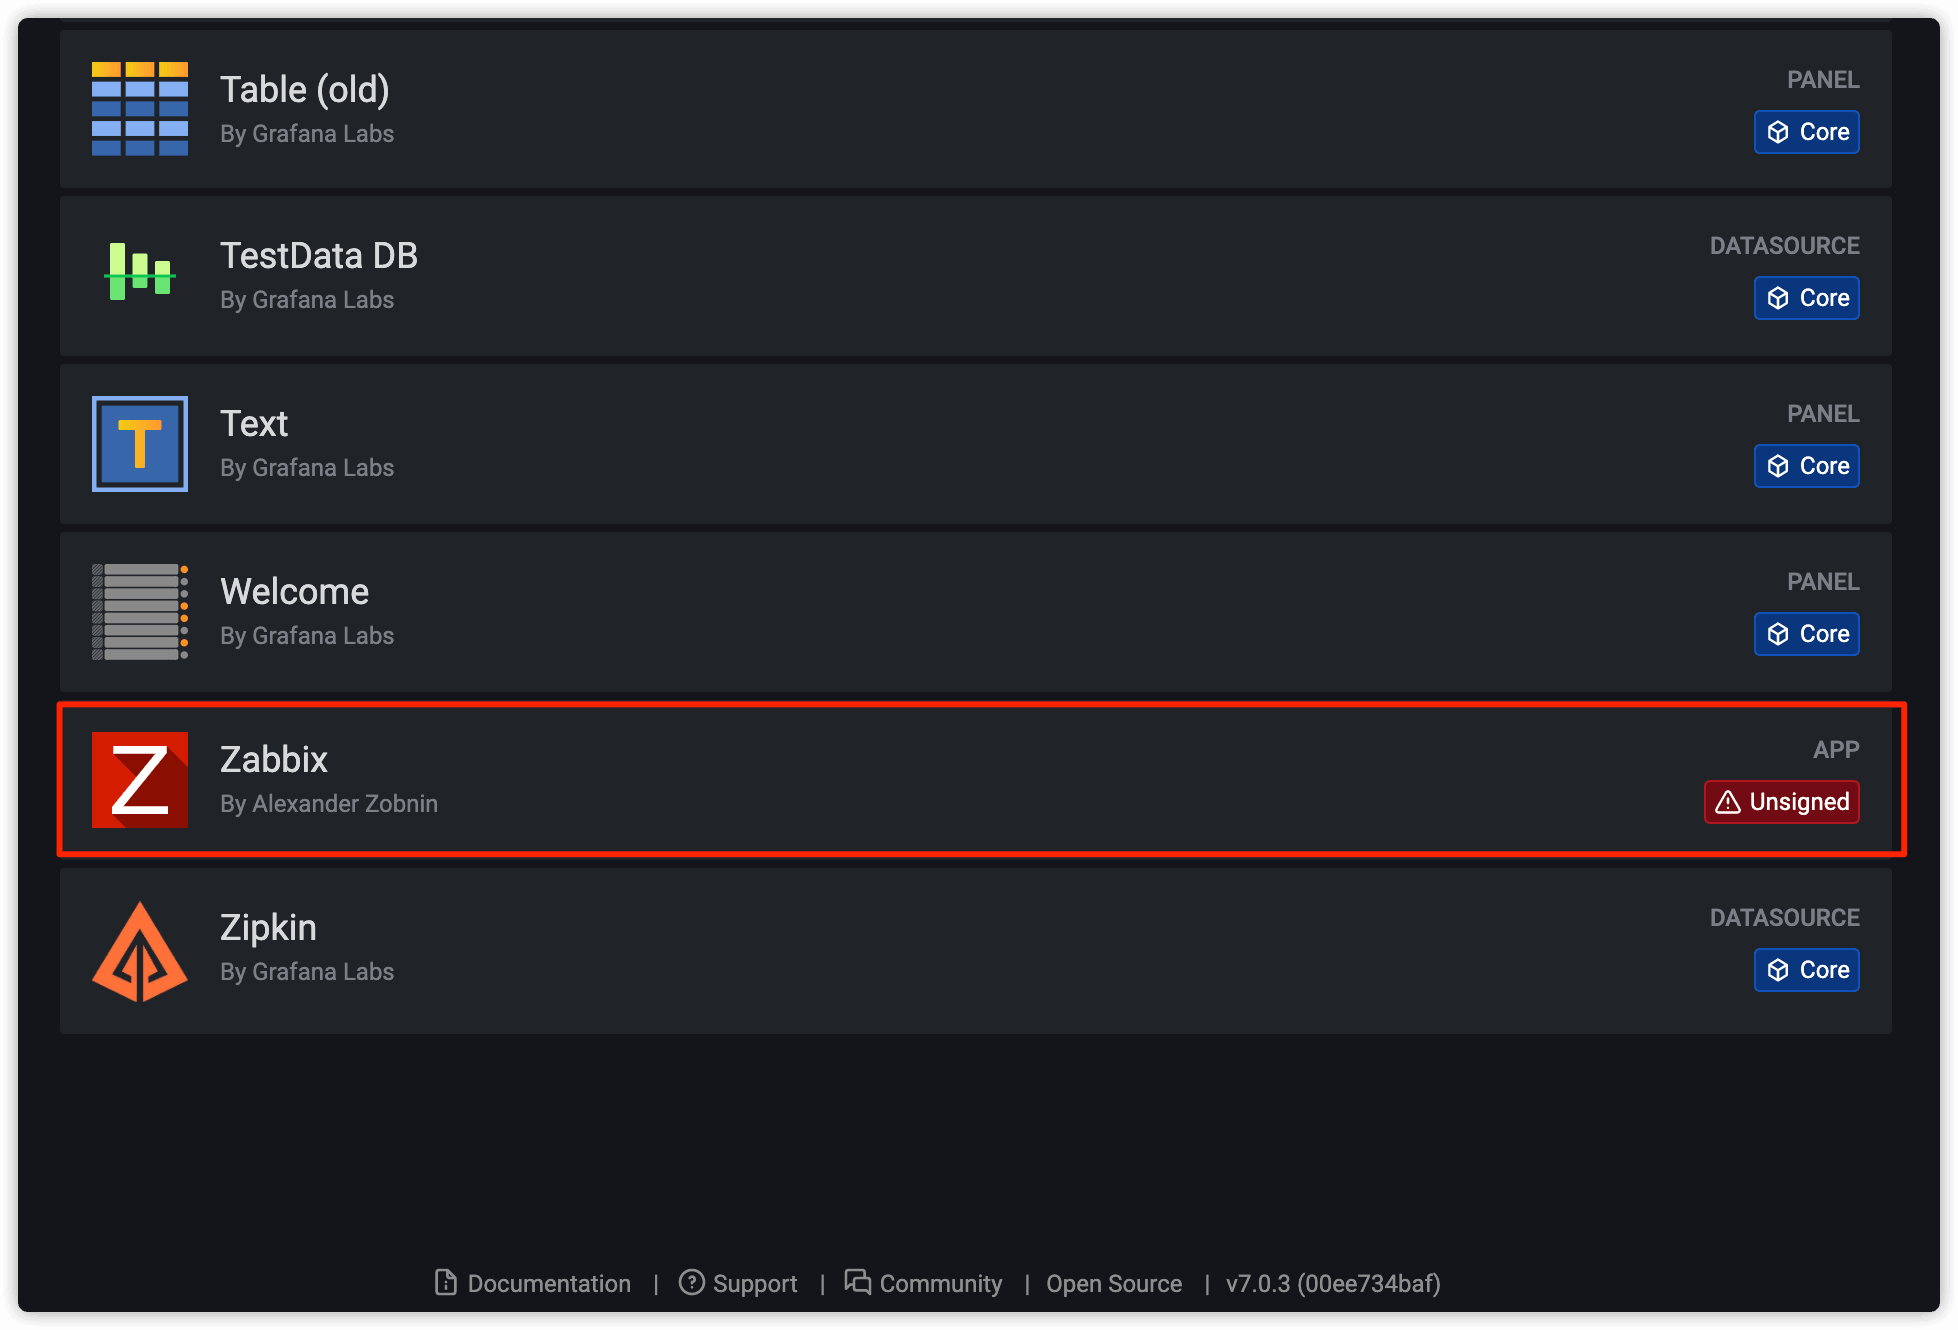 Table (old)
PANEL
By Grafana Labs
Core
TestData DB
DATASOURCE
By Grafana Labs
Core
T
Text
PANEL
By Grafana Labs
Core
Welcome
PANEL
By Grafana Labs
Core
Z
Zabbix
APP
By Alexander Zobnin
Unsigned
Zipkin
DATASOURCE
By Grafana Labs
Core
Documentation | Support | Community | Open Source | v7.0.3 (00ee734baf)